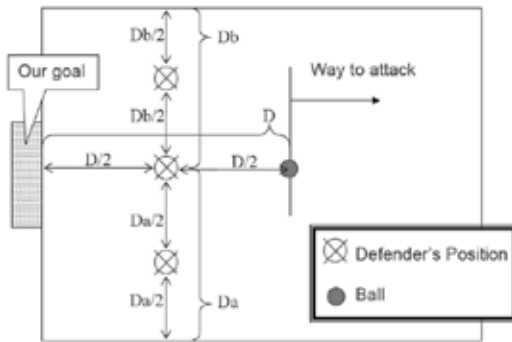 Db/2
Db
Our goal
Way to attack
Db/2
D
D/2
D/2
Da/2
Defender's Position
Da/2
Da
Ball